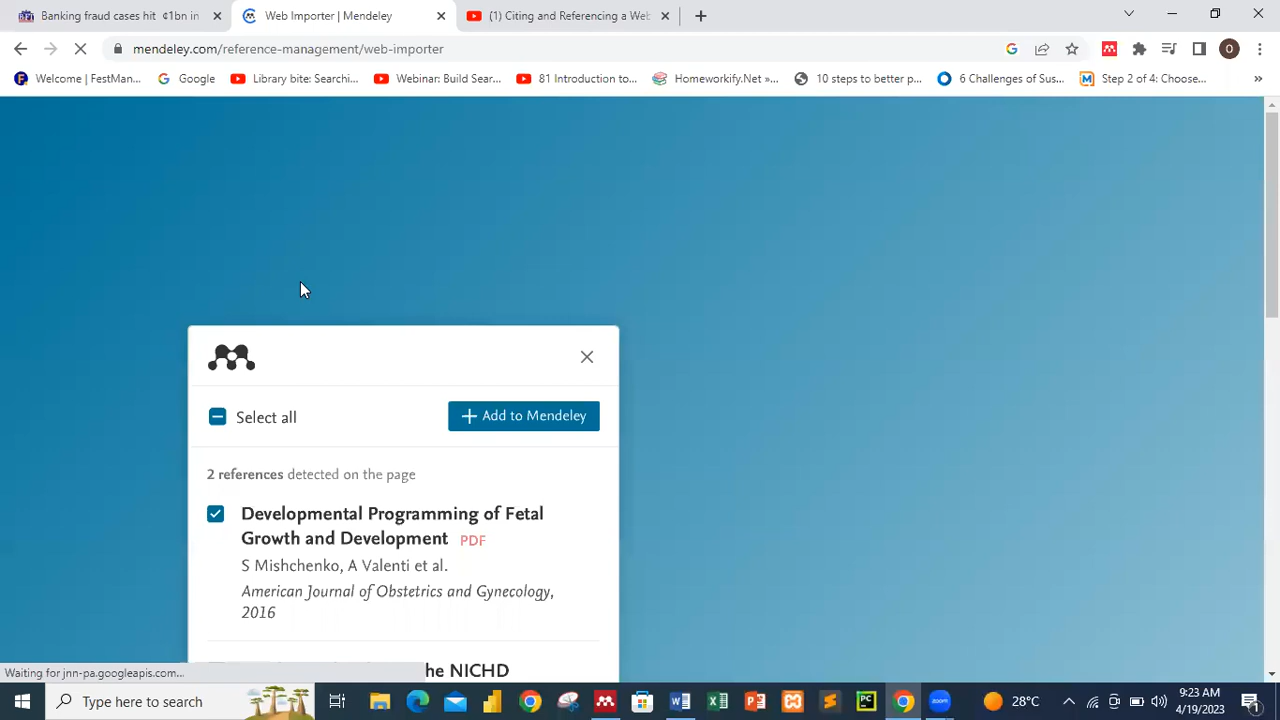 Banking fraud cases hit ¢1bn in
Web Importer | Mendeley
(1) Citing and Referencing a Web
mendeley.com/reference-management/web-importer
O
Welcome | FestMan...
Google
Library bite: Searchi...
Webinar: Build Sear...
81 Introduction to...
Homeworkify.Net »...
10 steps to better p...
6 Challenges of Sus...
Step 2 of 4: Choose...
Select all
Add to Mendeley
2 references detected on the page
Developmental Programming of Fetal
Growth and Development PDF
S Mishchenko, A Valenti et al.
American Journal of Obstetrics and Gynecology,
2016
he NICHD
Waiting for jnn-pa.googleapis.com...
Type here to search
zoom
28°C
9:23 AM
4/19/2023
1